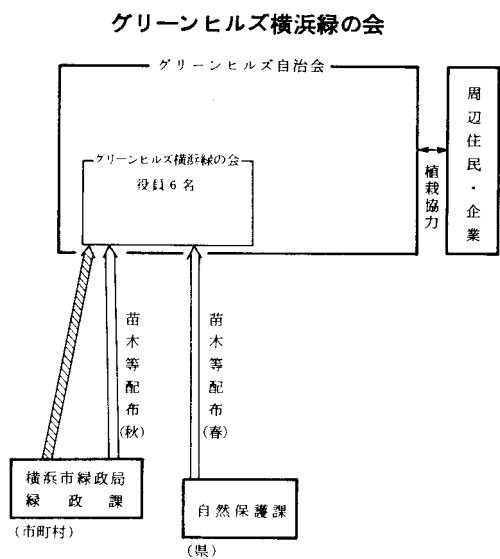 グリーンヒルズ横浜緑の会
グリーンヒルズ自治会
グリーンヒルズ横浜緑の会
役員6名
植栽協力
周辺住民・企業
苗木等配布(秋)
苗木等配布(春)
横浜市緑政局
緑政課
(市町村)
自然保護課
(県)